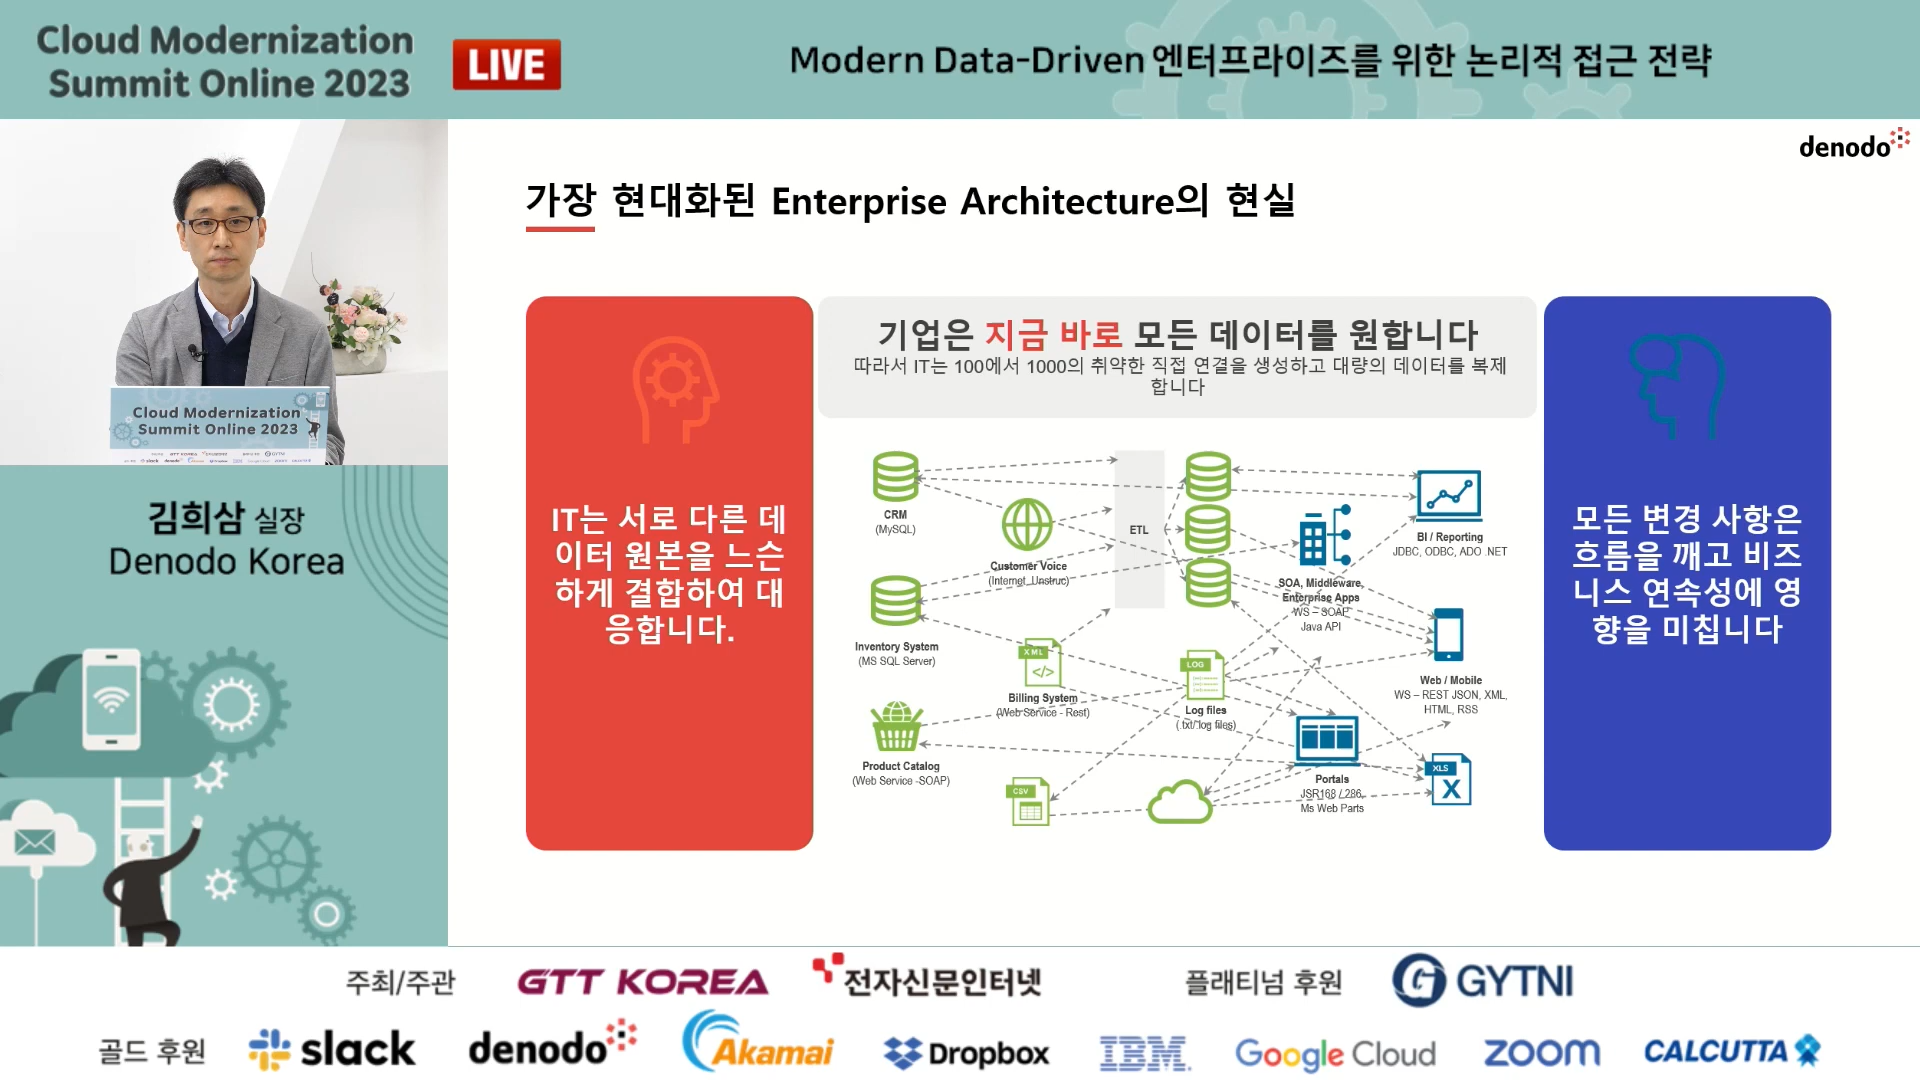 Cloud Modernization
Summit Online 2023
LIVE
Modern Data-Driven 엔터프라이즈를 위한 논리적 접근 전략
denodo
가장 현대화된 Enterprise Architecture의 현실
Cloud Modernization
Summit Online 2023
김희삼 실장
Denodo Korea
IT는 서로 다른 데
이터 원본을 느슨
하게 결합하여 대
응합니다.
기업은 지금 바로 모든 데이터를 원합니다
따라서 IT는 100에서 1000의 취약한 직접 연결을 생성하고 대량의 데이터를 복제
합니다
CRM
(MySQL)
Customer Voice
(Internet, Unstruc)
ETL
BI / Reporting
JDBC, ODBC, ADO .NET
SOA, Middleware,
Enterprise Apps
WS – SOAP
Java API
Inventory System
(MS SQL Server)
XML
</>
Billing System
(Web Service - Rest)
LOG
Log files
(.txt/.log files)
Web / Mobile
WS – REST JSON, XML,
HTML, RSS
Product Catalog
(Web Service -SOAP)
CSV
Portals
JSR168 / 286,
Ms Web Parts
XLS
X
모든 변경 사항은
흐름을 깨고 비즈
니스 연속성에 영
향을 미칩니다
주최/주관
GTT KOREA
전자신문인터넷
플래티넘 후원
GYTNI
골드 후원
slack
denodo
Akamai
Dropbox
IBM
Google Cloud
zoom
CALCUTTA